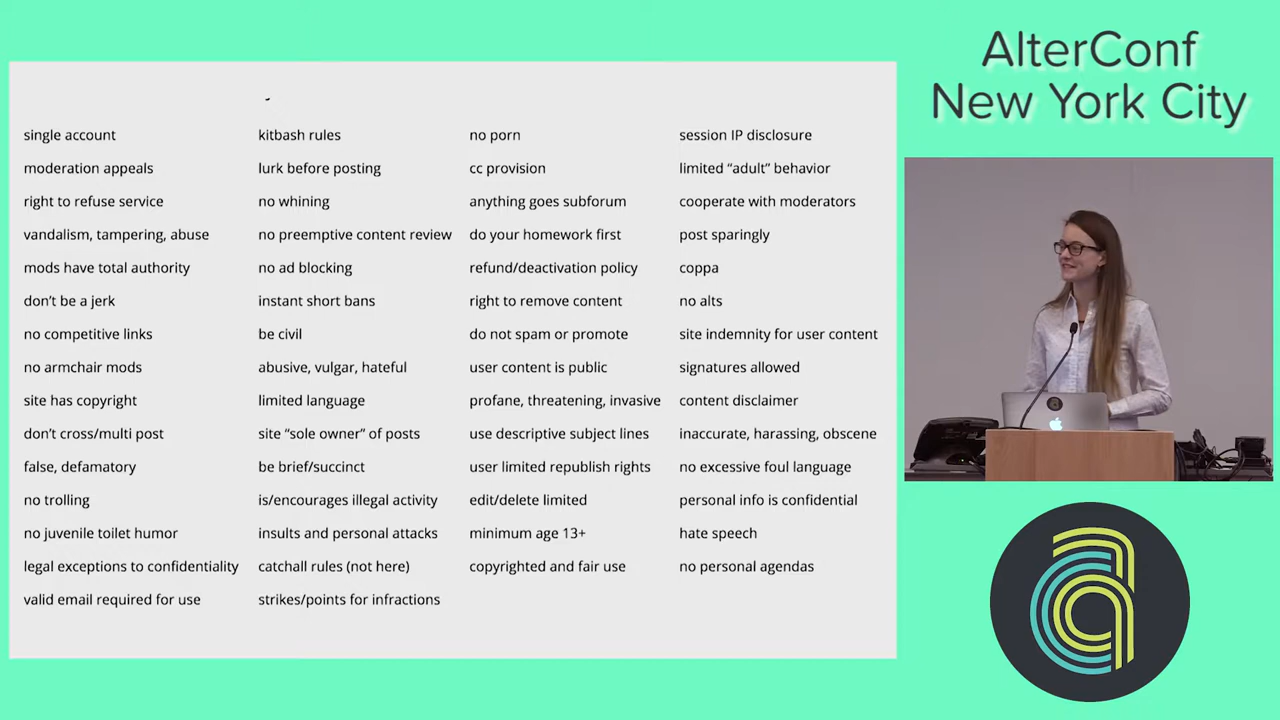 AlterConf
New York City
single account
moderation appeals
right to refuse service
vandalism, tampering, abuse
mods have total authority
don’t be a jerk
no competitive links
no armchair mods
site has copyright
don’t cross/multi post
false, defamatory
no trolling
no juvenile toilet humor
legal exceptions to confidentiality
valid email required for use
kitbash rules
lurk before posting
no whining
no preemptive content review
no ad blocking
instant short bans
be civil
abusive, vulgar, hateful
limited language
site “sole owner” of posts
be brief/succinct
is/encourages illegal activity
insults and personal attacks
catchall rules (not here)
strikes/points for infractions
no porn
cc provision
anything goes subforum
do your homework first
refund/deactivation policy
right to remove content
do not spam or promote
user content is public
profane, threatening, invasive
use descriptive subject lines
user limited republish rights
edit/delete limited
minimum age 13+
copyrighted and fair use
session IP disclosure
limited “adult” behavior
cooperate with moderators
post sparingly
coppa
no alts
site indemnity for user content
signatures allowed
content disclaimer
inaccurate, harassing, obscene
no excessive foul language
personal info is confidential
hate speech
no personal agendas